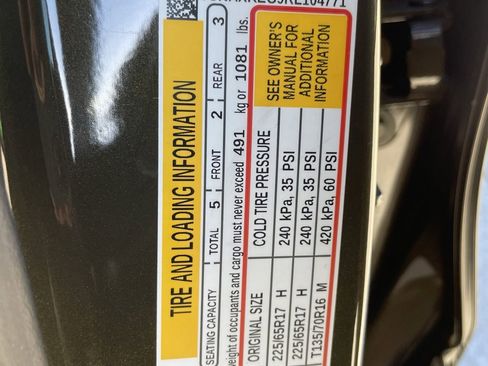 TIRE AND LOADING INFORMATION
SEATING CAPACITY TOTAL 5 FRONT 2 REAR 3
weight of occupants and cargo must never exceed 491 kg or 1081 lbs.
ORIGINAL SIZE COLD TIRE PRESSURE
225/65R17 H 240 kPa, 35 PSI
225/65R17 H 240 kPa, 35 PSI
T135/70R16 M 420 kPa, 60 PSI
SEE OWNER'S
MANUAL FOR
ADDITIONAL
INFORMATION